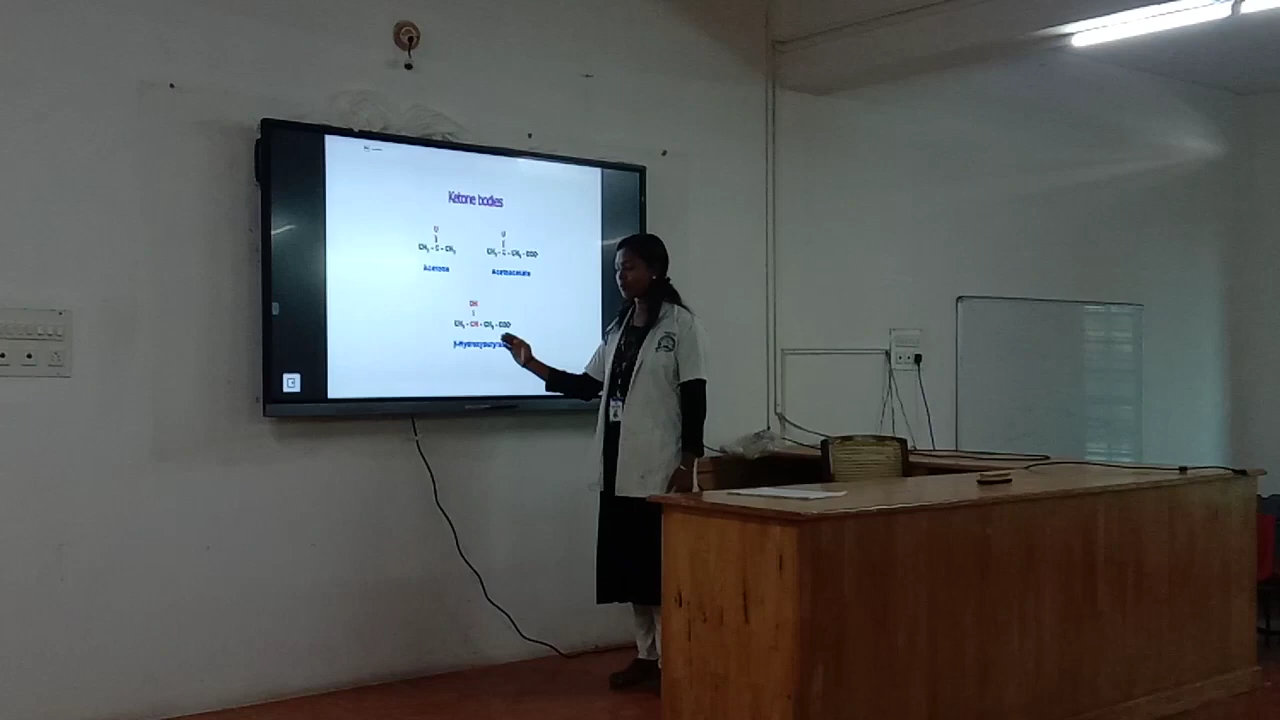 Ketone bodies
O
CH₃ - C - CH₃
Acetone
O
CH₃ - C - CH₂ - COO⁻
Acetoacetate
OH
CH₃ - CH - CH₂ - COO⁻